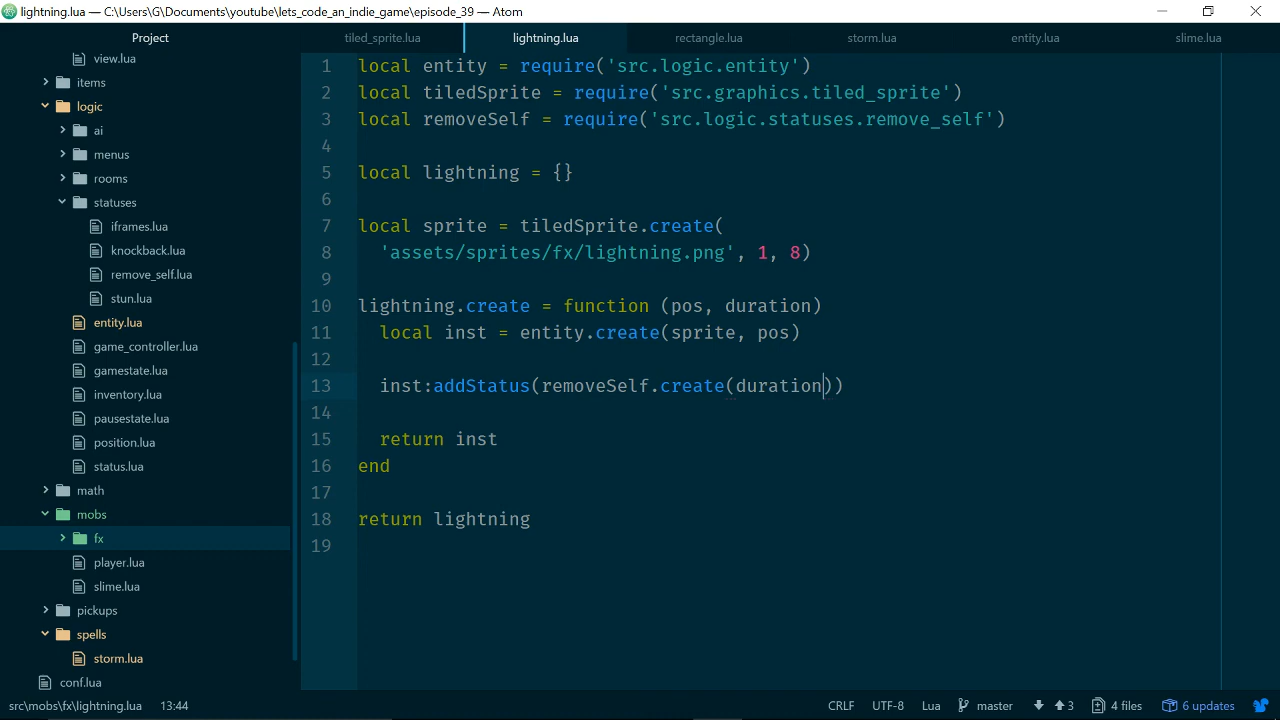 lightning.lua — C:\Users\G\Documents\youtube\lets_code_an_indie_game\episode_39 — Atom
Project
tiled_sprite.lua
lightning.lua
rectangle.lua
storm.lua
entity.lua
slime.lua
view.lua
items
logic
ai
menus
rooms
statuses
iframes.lua
knockback.lua
remove_self.lua
stun.lua
entity.lua
game_controller.lua
gamestate.lua
inventory.lua
pausestate.lua
position.lua
status.lua
math
mobs
fx
player.lua
slime.lua
pickups
spells
storm.lua
conf.lua
1 local entity = require('src.logic.entity')
2 local tiledSprite = require('src.graphics.tiled_sprite')
3 local removeSelf = require('src.logic.statuses.remove_self')
4
5 local lightning = {}
6
7 local sprite = tiledSprite.create(
8 'assets/sprites/fx/lightning.png', 1, 8)
9
10 lightning.create = function (pos, duration)
11 local inst = entity.create(sprite, pos)
12
13 inst:addStatus(removeSelf.create(duration))
14
15 return inst
16 end
17
18 return lightning
19
src\mobs\fx\lightning.lua 13:44 CRLF UTF-8 Lua master 3 4 files 6 updates